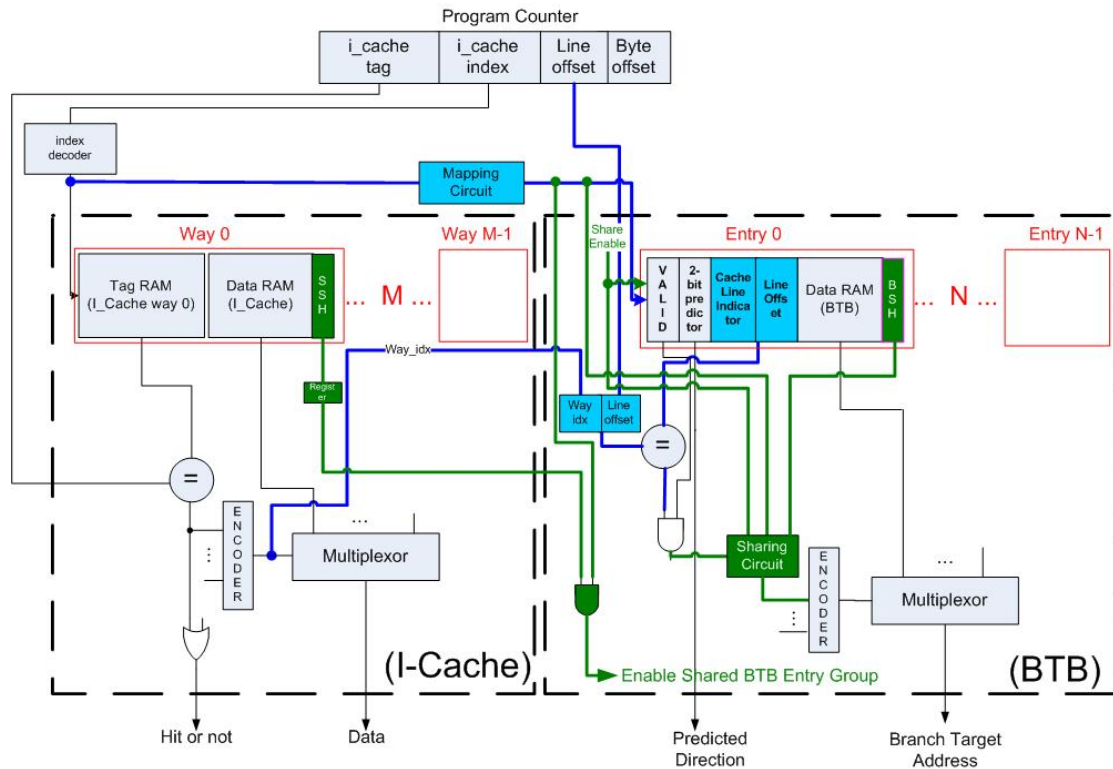 Program Counter
i_cache
tag
i_cache
index
Line
offset
Byte
offset
index
decoder
Mapping
Circuit
Way 0
Way M-1
Share
Enable
Entry 0
Entry N-1
Tag RAM
(I_Cache way 0)
Data RAM
(I_Cache)
S
S
H
... M ...
V
A
L
I
D
2-
bit
pre
dic
tor
Cache
Line
Indica
tor
Line
Offs
et
Data RAM
(BTB)
B
S
H
... N ...
Way_idx
Regist
er
Way
idx
Line
offset
=
=
E
N
C
O
D
E
R
...
...
Multiplexor
Sharing
Circuit
E
N
C
O
D
E
R
...
...
Multiplexor
(I-Cache)
Enable Shared BTB Entry Group
(BTB)
Hit or not
Data
Predicted
Direction
Branch Target
Address